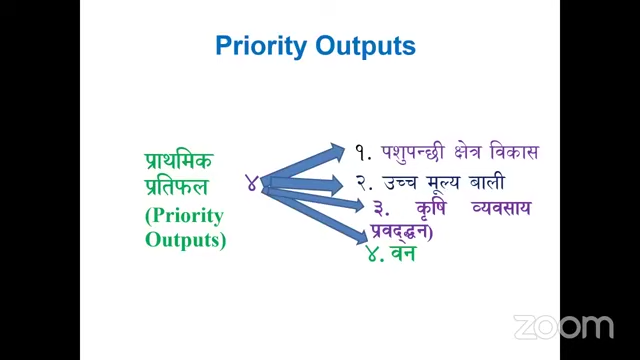 Priority Outputs
प्राथमिक
प्रतिफल
(Priority
Outputs)
४
१. पशुपन्छी क्षेत्र विकास
२. उच्च मूल्य बाली
३. कृषि व्यवसाय
प्रवद्र्धन)
४. वन
zoom